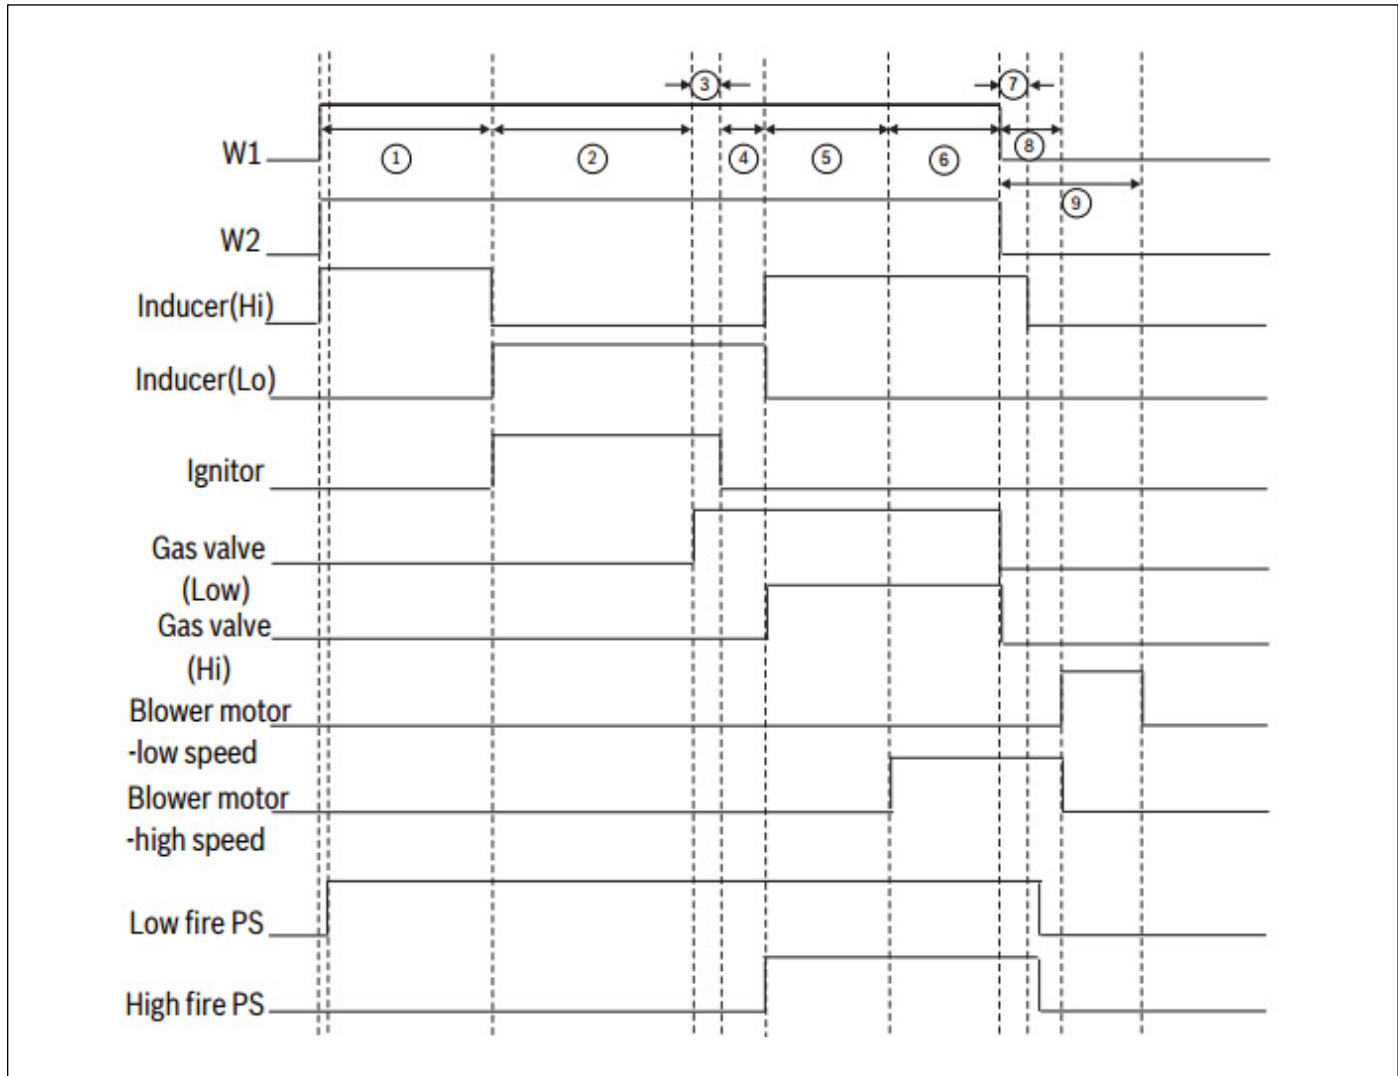 ③
⑦
W1
①
②
④
⑤
⑥
⑧
⑨
W2
Inducer(Hi)
Inducer(Lo)
Ignitor
Gas valve
(Low)
Gas valve
(Hi)
Blower motor
-low speed
Blower motor
-high speed
Low fire PS
High fire PS